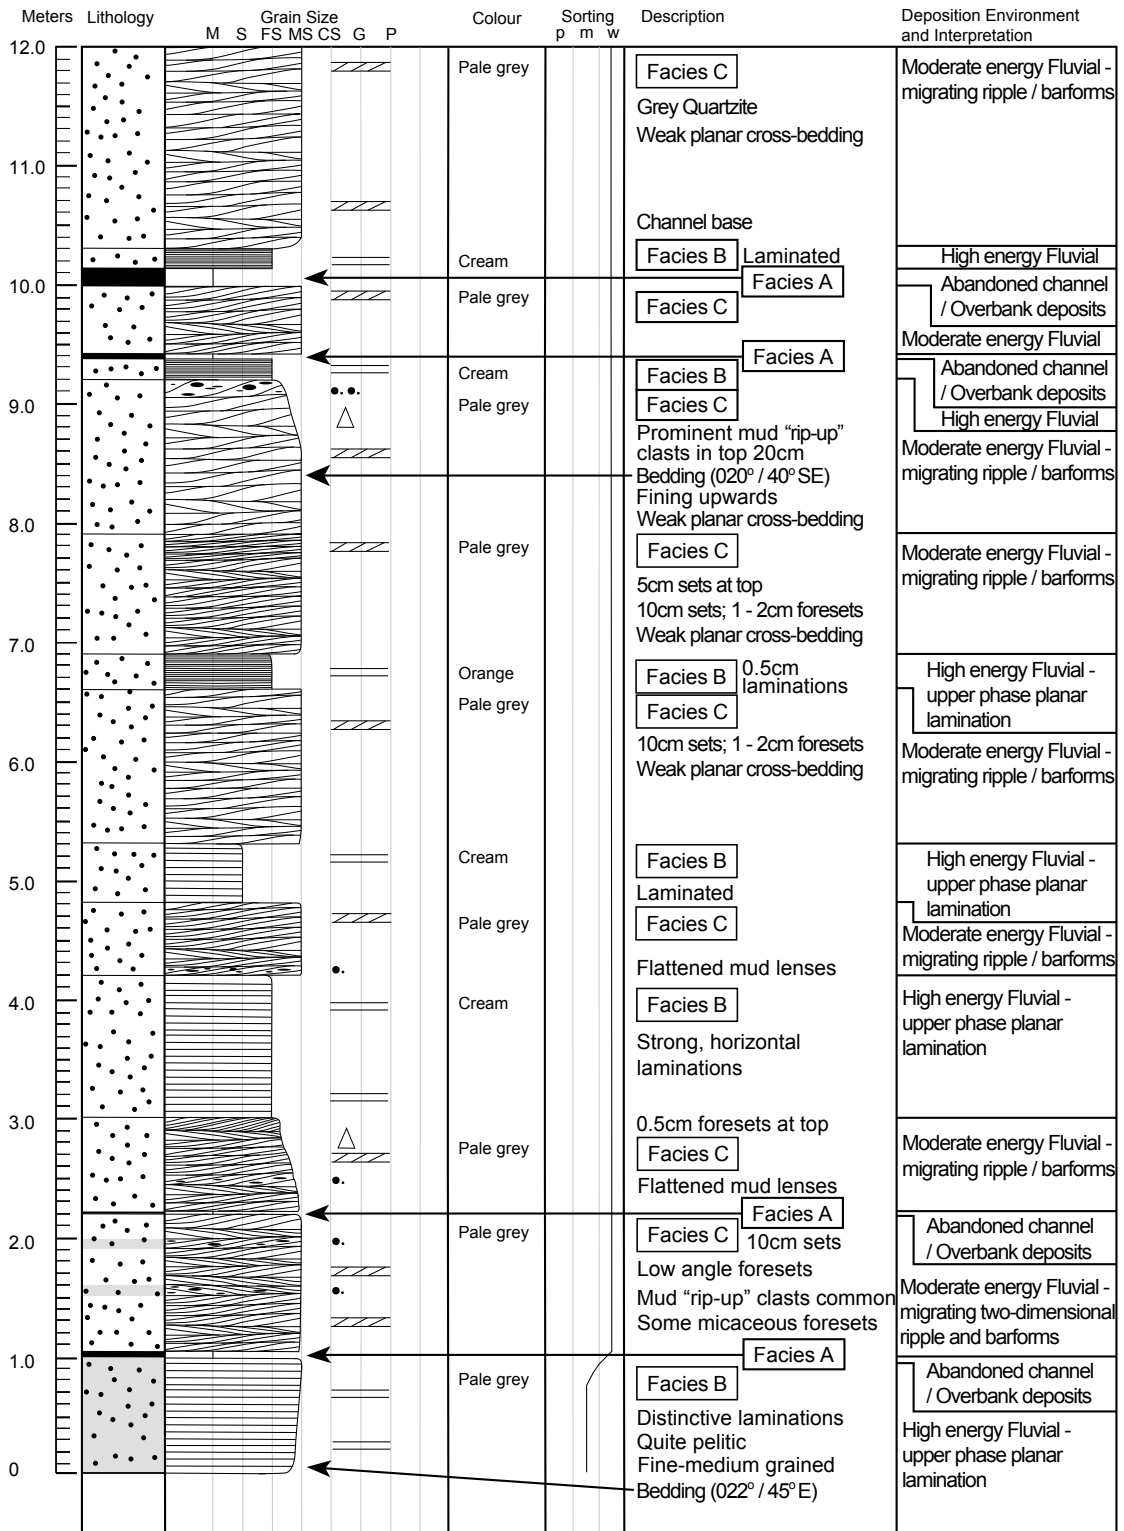 Meters Lithology Grain Size Colour Sorting Description Deposition Environment and Interpretation
M S FS MS CS G P p m w
12.0
Pale grey
Facies C
Moderate energy Fluvial -
migrating ripple / barforms
Grey Quartzite
Weak planar cross-bedding
11.0
Channel base
Facies B Laminated
Cream
High energy Fluvial
Facies A
10.0
Abandoned channel
/ Overbank deposits
Pale grey
Facies C
Moderate energy Fluvial
Facies A
Cream
Facies B
Abandoned channel
/ Overbank deposits
9.0
Pale grey
Facies C
High energy Fluvial
Prominent mud “rip-up”
clasts in top 20cm
Moderate energy Fluvial -
migrating ripple / barforms
Bedding (020° / 40° SE)
Fining upwards
Weak planar cross-bedding
8.0
Pale grey
Facies C
Moderate energy Fluvial -
migrating ripple / barforms
5cm sets at top
10cm sets; 1 - 2cm foresets
Weak planar cross-bedding
7.0
Orange
Facies B 0.5cm
laminations
High energy Fluvial -
upper phase planar
lamination
Pale grey
Facies C
10cm sets; 1 - 2cm foresets
Weak planar cross-bedding
Moderate energy Fluvial -
migrating ripple / barforms
6.0
Cream
Facies B
High energy Fluvial -
upper phase planar
lamination
5.0
Laminated
Pale grey
Facies C
Moderate energy Fluvial -
migrating ripple / barforms
Flattened mud lenses
4.0
Cream
Facies B
High energy Fluvial -
upper phase planar
lamination
Strong, horizontal
laminations
3.0
0.5cm foresets at top
Pale grey
Facies C
Moderate energy Fluvial -
migrating ripple / barforms
Flattened mud lenses
Facies A
2.0
Pale grey
Facies C 10cm sets
Abandoned channel
/ Overbank deposits
Low angle foresets
Mud “rip-up” clasts common
Some micaceous foresets
Moderate energy Fluvial -
migrating two-dimensional
ripple and barforms
Facies A
1.0
Pale grey
Facies B
Abandoned channel
/ Overbank deposits
Distinctive laminations
Quite pelitic
Fine-medium grained
High energy Fluvial -
upper phase planar
lamination
0
Bedding (022° / 45° E)